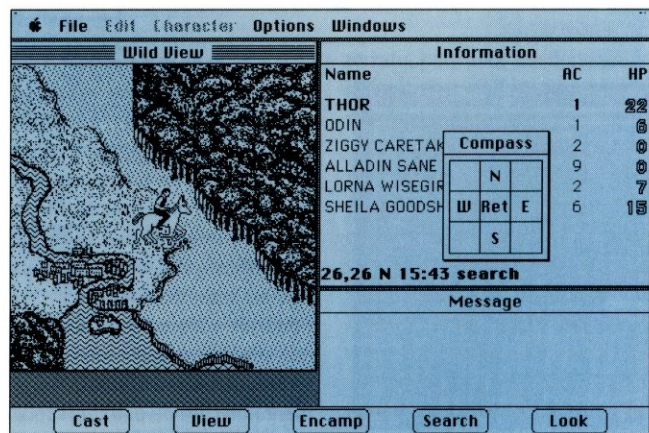 File Edit Character Options Windows
Wild View
Information
Name AC HP
THOR 1 22
ODIN 1 6
ZIGGY CARETAK 2 0
ALLADIN SANE 9 0
LORNA WISEGIR 2 7
SHEILA GOODSH 6 15
Compass
N
W Ret E
S
26,26 N 15:43 search
Message
Cast View Encamp Search Look